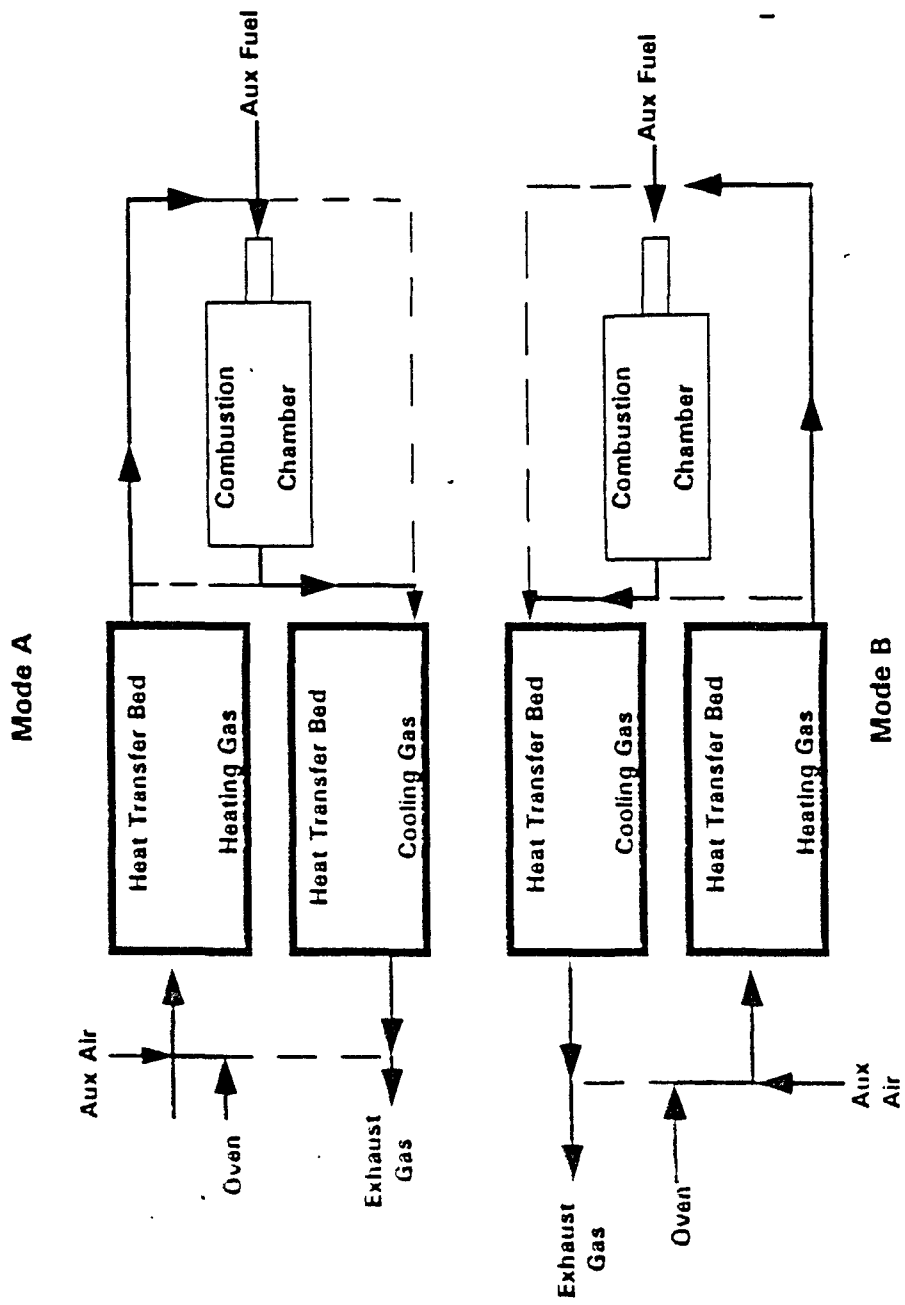 Mode A
Aux Air
Oven
Exhaust
Gas
Heat Transfer Bed
Heating Gas
Heat Transfer Bed
Cooling Gas
Combustion
Chamber
Aux Fuel
Exhaust
Gas
Oven
Aux
Air
Heat Transfer Bed
Cooling Gas
Heat Transfer Bed
Heating Gas
Combustion
Chamber
Aux Fuel
Mode B